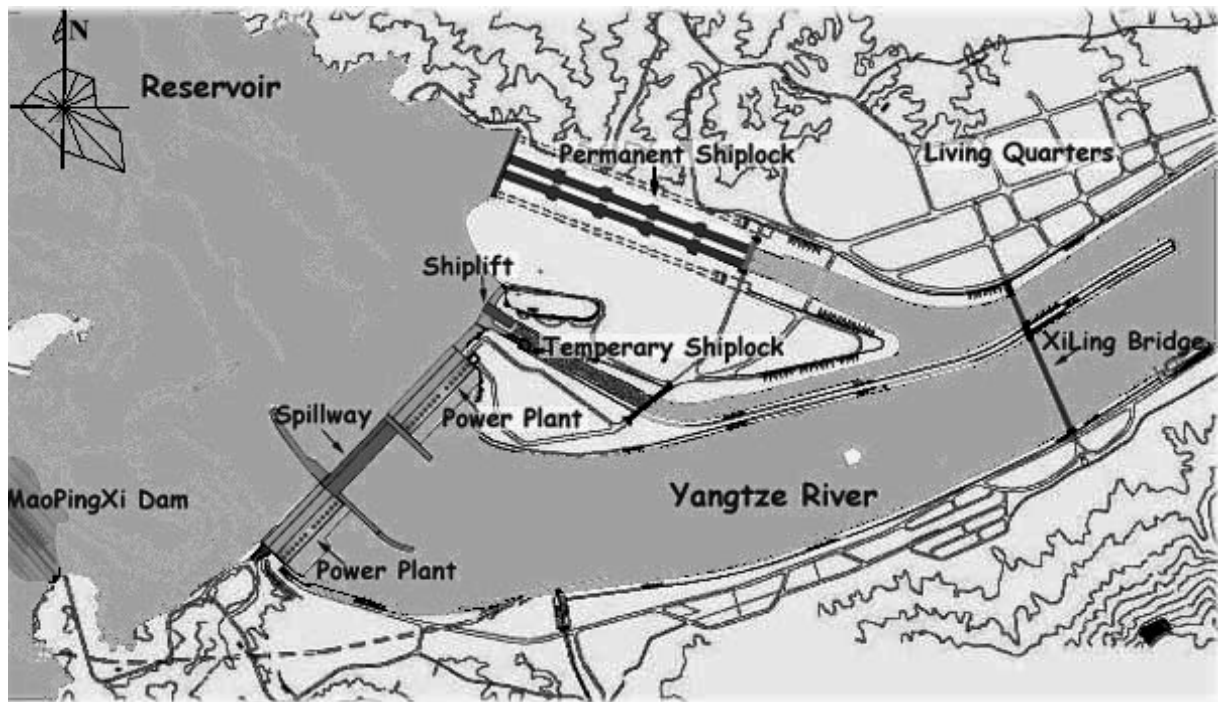 N
Reservoir
Permanent Shiplock
Living Quarters
Shiplift
Temperary Shiplock
XiLing Bridge
Spillway
Power Plant
MaoPingXi Dam
Yangtze River
Power Plant